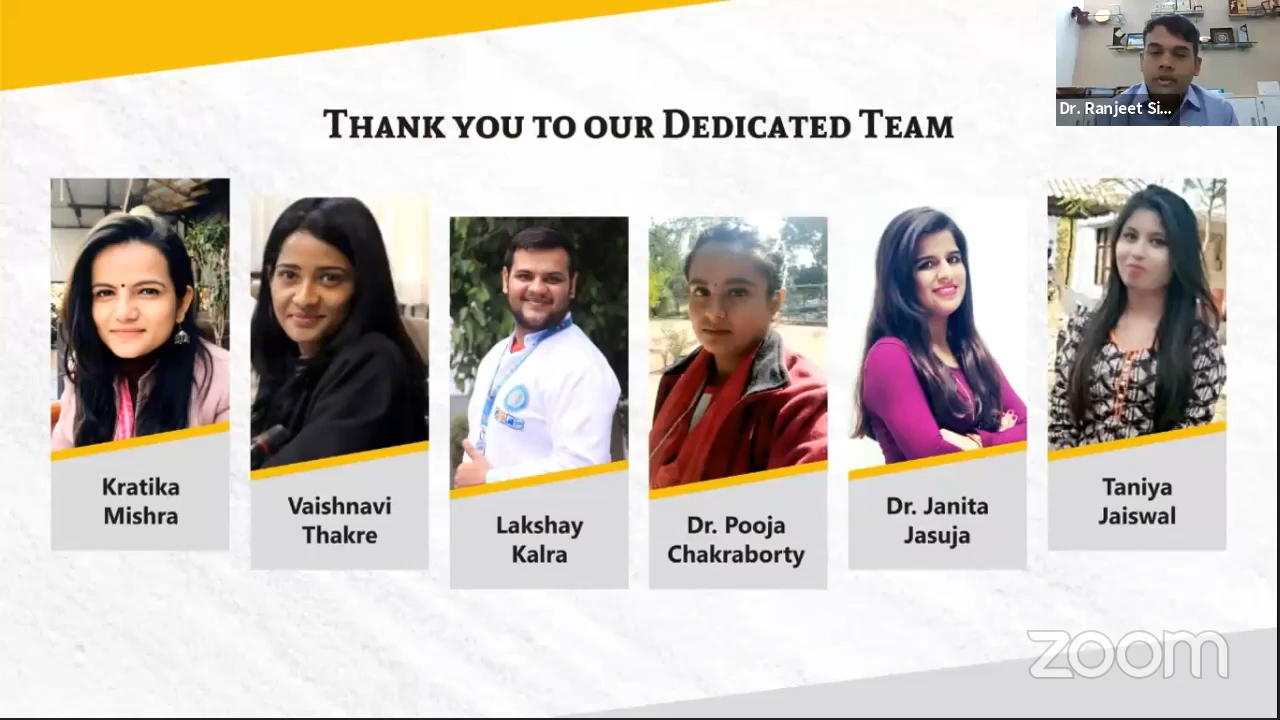 Dr. Ranjeet Si...
THANK YOU TO OUR DEDICATED TEAM
Kratika
Mishra
Vaishnavi
Thakre
Lakshay
Kalra
Dr. Pooja
Chakraborty
Dr. Janita
Jasuja
Taniya
Jaiswal
zoom